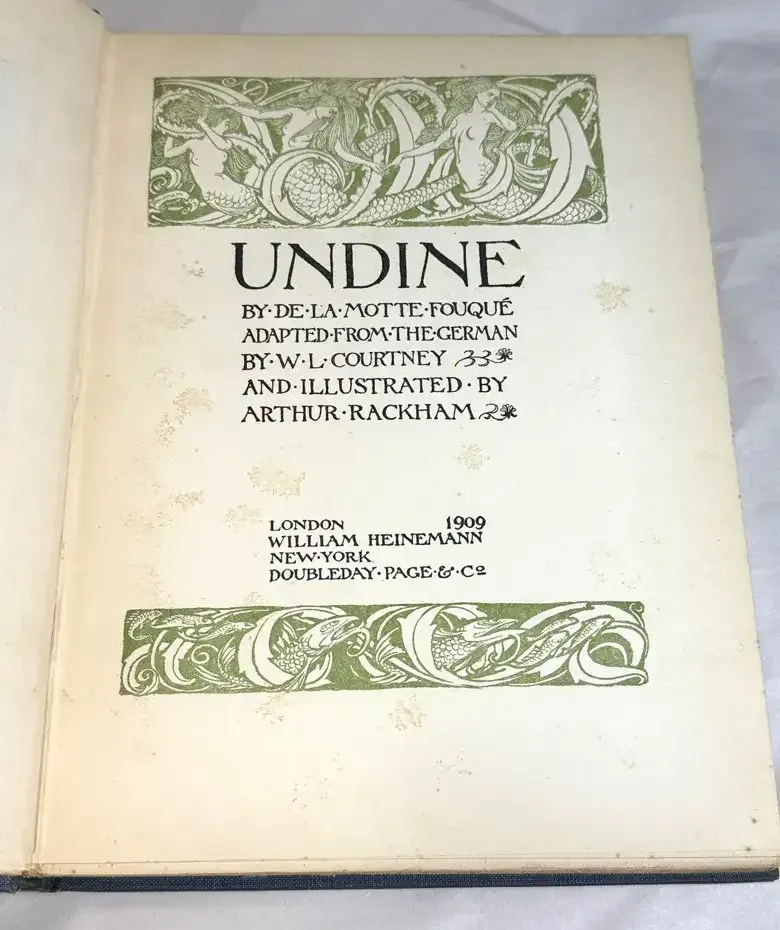 UNDINE
BY·DE·LA·MOTTE·FOUQUÉ
ADAPTED·FROM·THE·GERMAN
BY·W·L·COURTNEY
AND·ILLUSTRATED·BY
ARTHUR·RACKHAM
LONDON 1909
WILLIAM HEINEMANN
NEW·YORK
DOUBLEDAY·PAGE·&·Cº